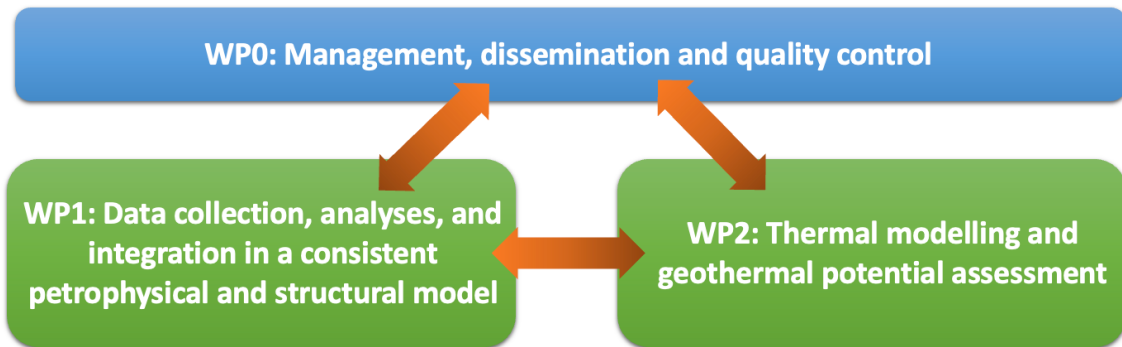 WP0: Management, dissemination and quality control
WP1: Data collection, analyses, and
integration in a consistent
petrophysical and structural model
WP2: Thermal modelling and
geothermal potential assessment